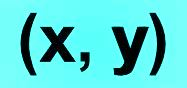 (x, y)